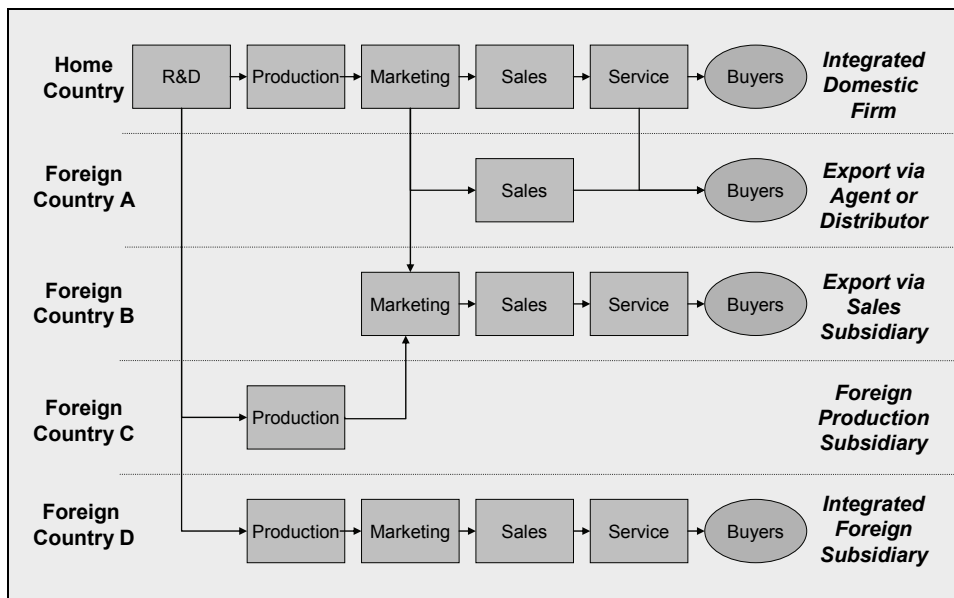 Home
Country
R&D
Production
Marketing
Sales
Service
Buyers
Integrated
Domestic
Firm
Foreign
Country A
Sales
Buyers
Export via
Agent or
Distributor
Foreign
Country B
Marketing
Sales
Service
Buyers
Export via
Sales
Subsidiary
Foreign
Country C
Production
Foreign
Production
Subsidiary
Foreign
Country D
Production
Marketing
Sales
Service
Buyers
Integrated
Foreign
Subsidiary